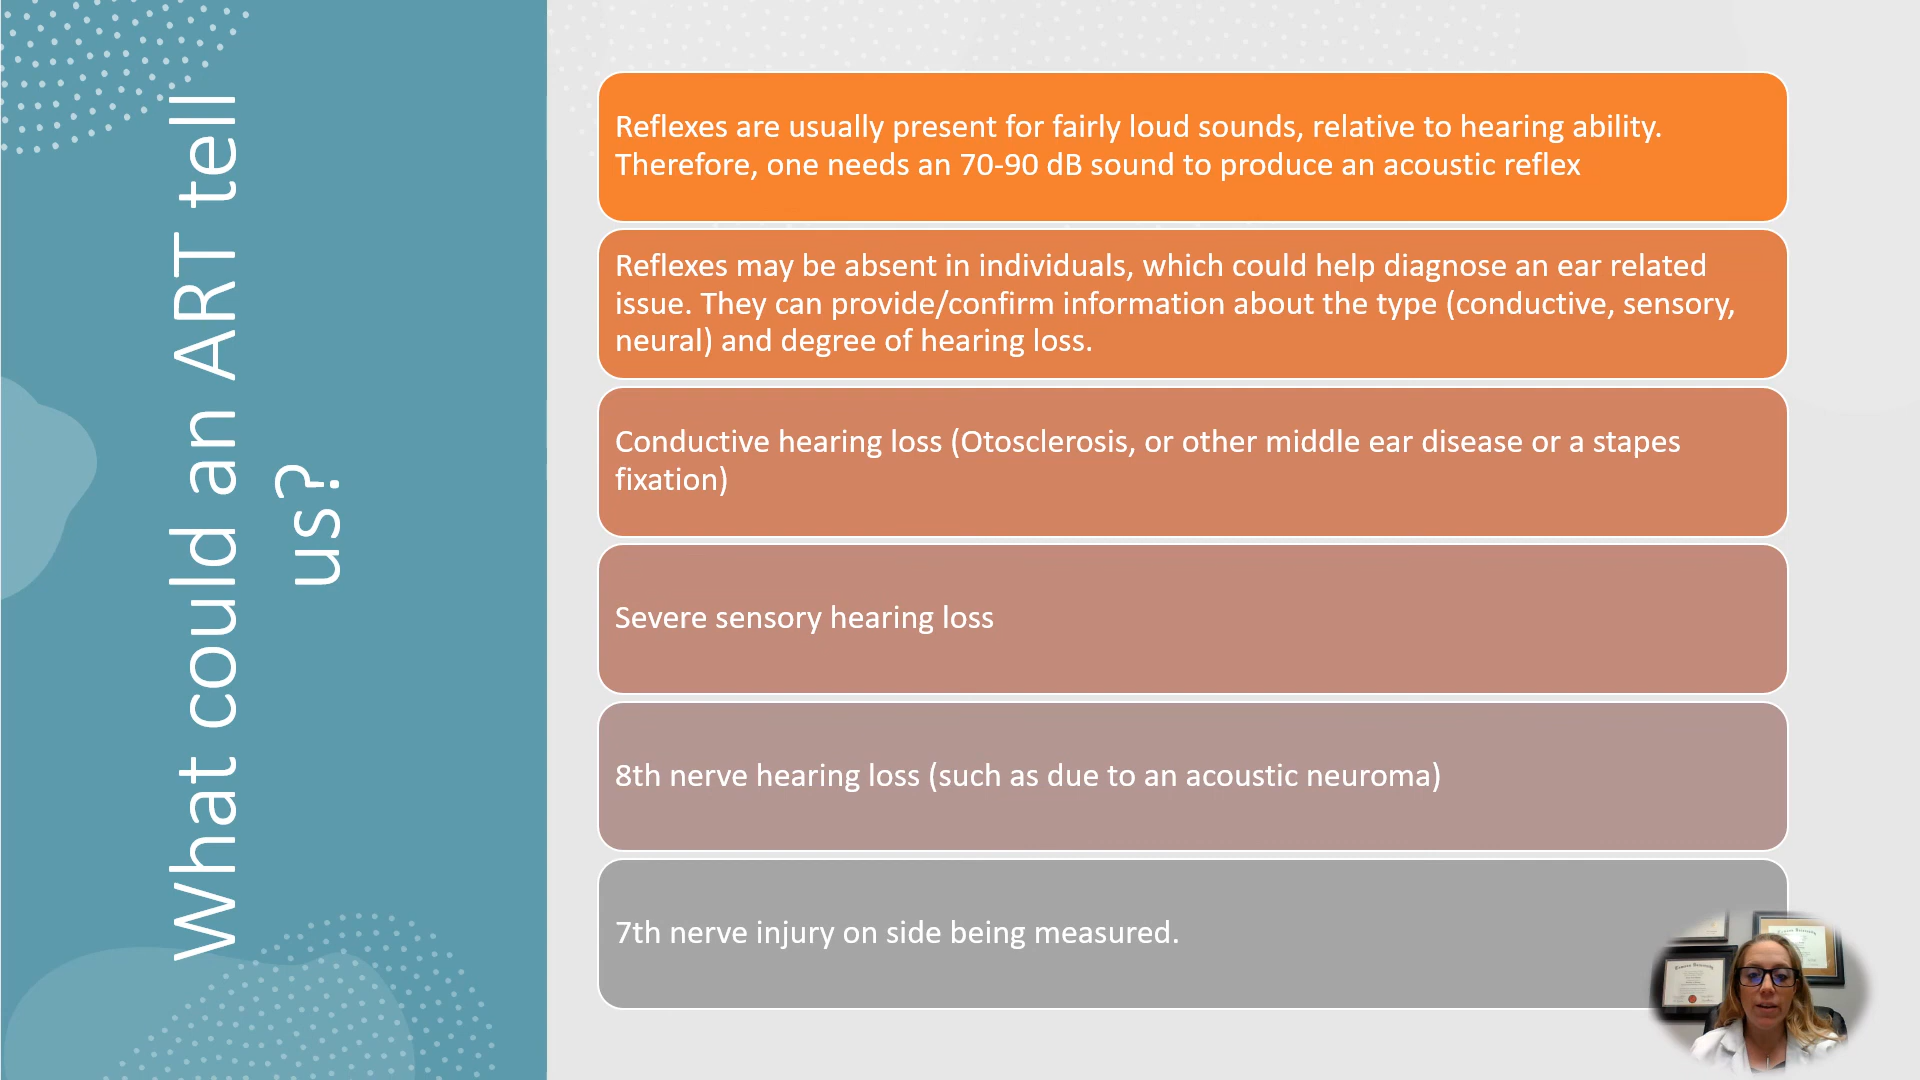 What could an ART tell
us?
Reflexes are usually present for fairly loud sounds, relative to hearing ability.
Therefore, one needs an 70-90 dB sound to produce an acoustic reflex
Reflexes may be absent in individuals, which could help diagnose an ear related
issue. They can provide/confirm information about the type (conductive, sensory,
neural) and degree of hearing loss.
Conductive hearing loss (Otosclerosis, or other middle ear disease or a stapes
fixation)
Severe sensory hearing loss
8th nerve hearing loss (such as due to an acoustic neuroma)
7th nerve injury on side being measured.